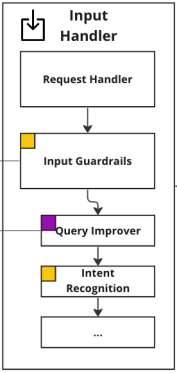 Input
Handler
Request Handler
Input Guardrails
Query Improver
Intent
Recognition
...